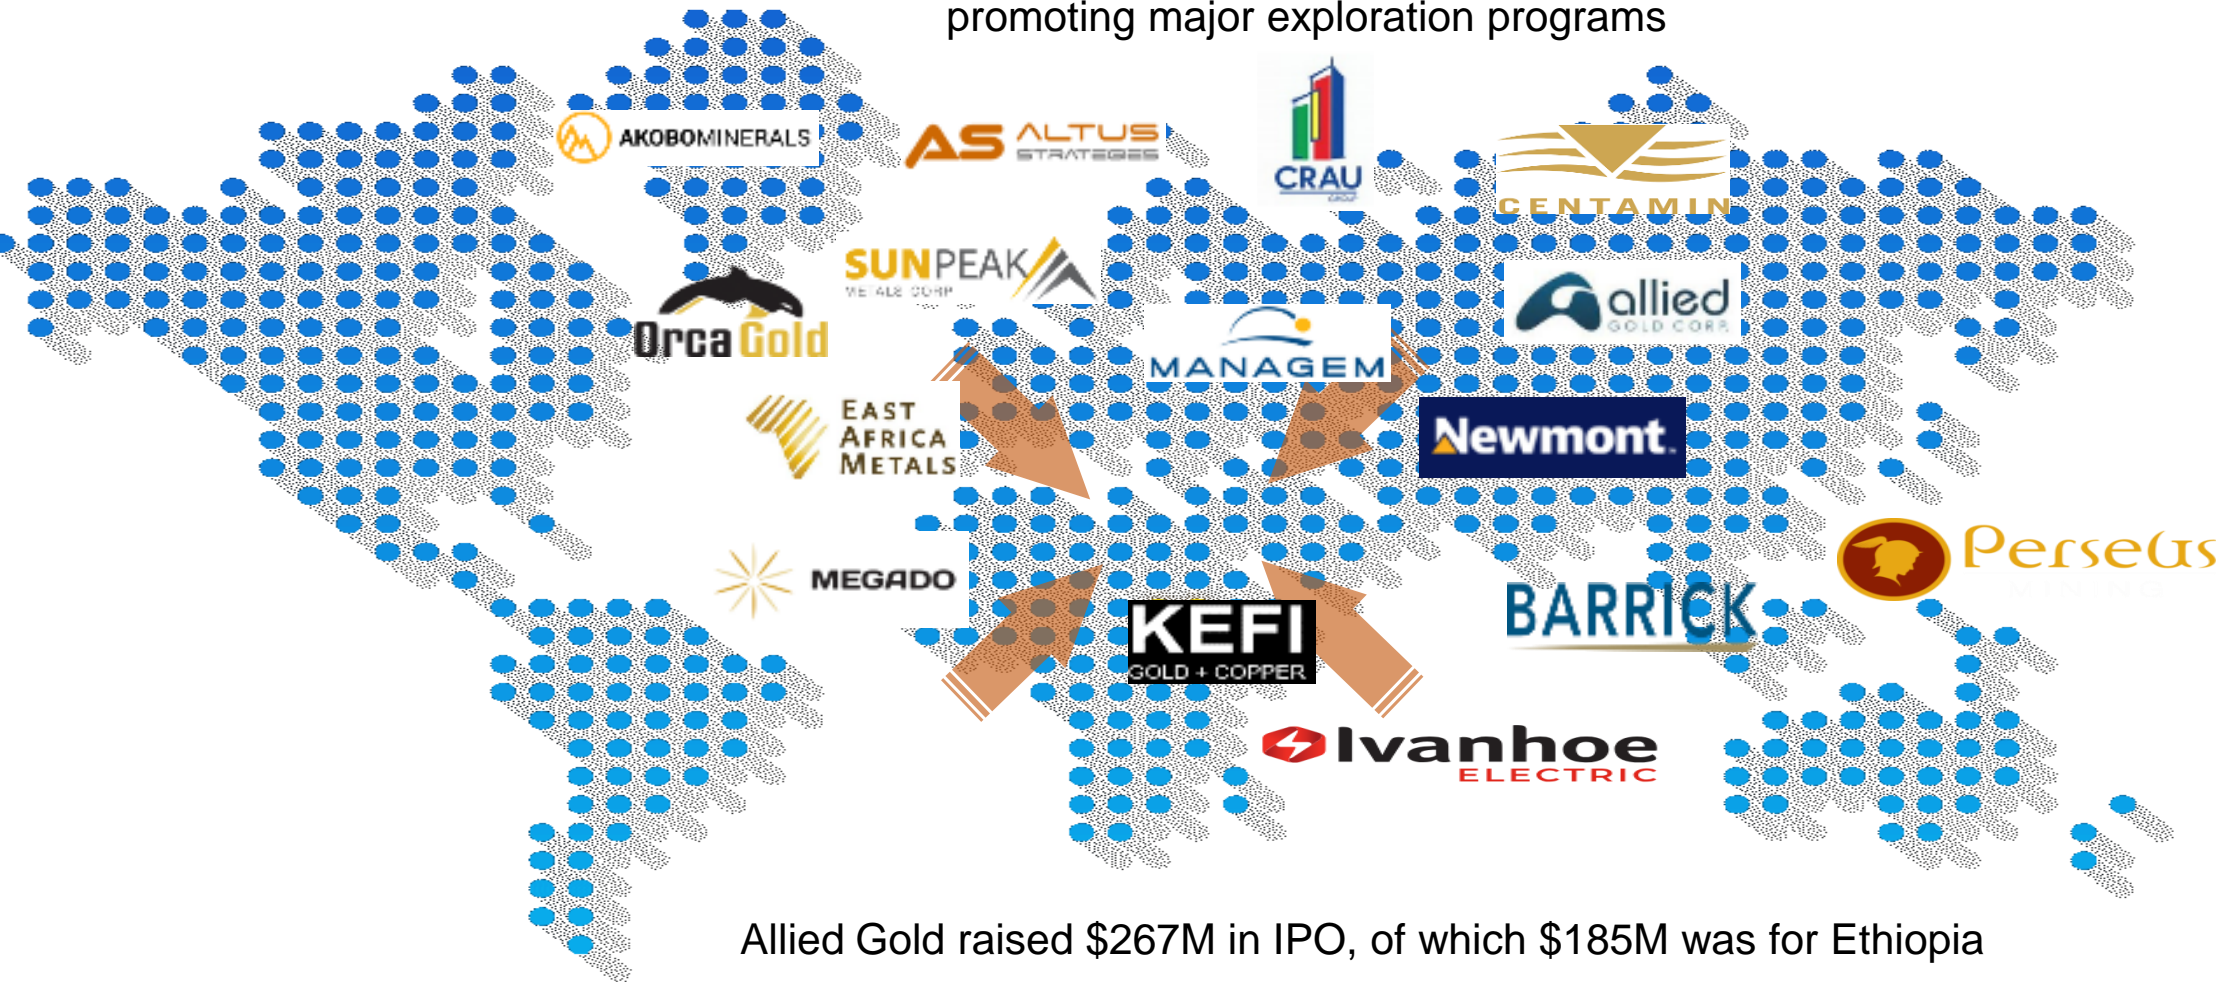 promoting major exploration programs
AKOBOMINERALS
AS ALTUS
STRATEGIES
CRAU
GROUP
CENTAMIN
SUNPEAK
METALS CORP
allied
GOLD CORP.
Orca Gold
MANAGEM
EAST
AFRICA
METALS
Newmont
MEGADO
Perseus
MINING
BARRICK
KEFI
GOLD + COPPER
Ivanhoe
ELECTRIC
Allied Gold raised $267M in IPO, of which $185M was for Ethiopia